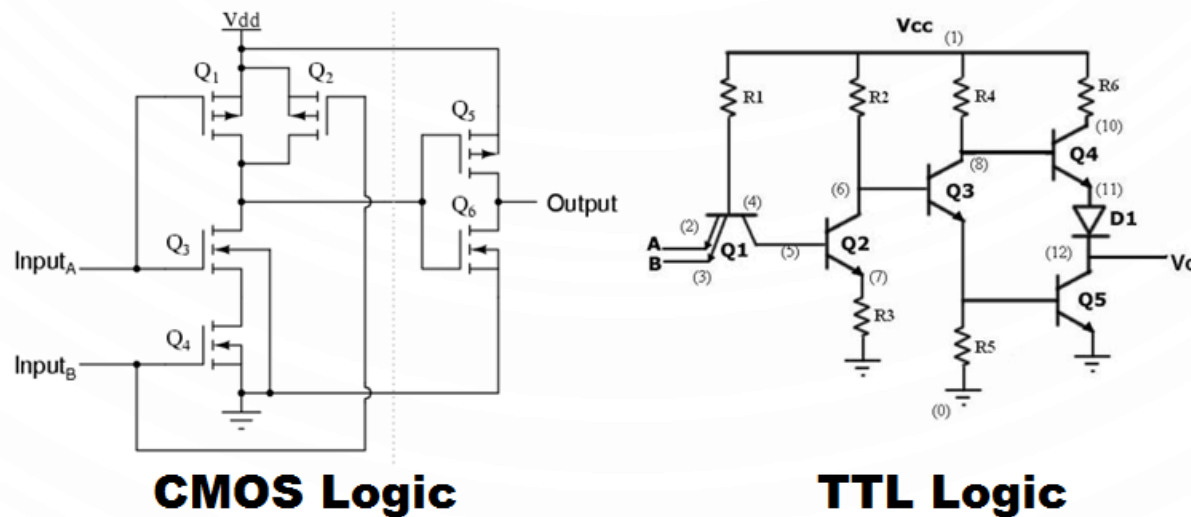 Vdd
Q1
Q2
Q5
Output
Q6
Q3
InputA
Q4
InputB
CMOS Logic
Vcc
(1)
R1
R2
R4
R6
(10)
Q4
(8)
(11)
(6)
Q3
(4)
(2)
D1
A
Q1
Q2
B
(3)
(5)
(12)
(7)
Q5
R3
R5
(0)
TTL Logic